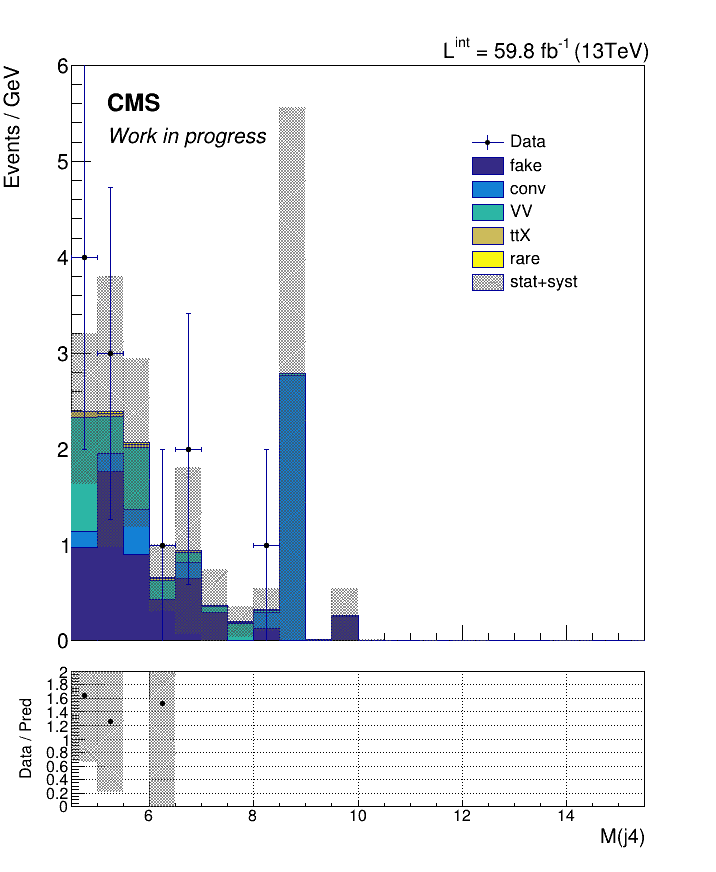 L^int = 59.8 fb^-1 (13TeV)
Events / GeV
CMS
Work in progress
Data
fake
conv
VV
ttX
rare
stat+syst
6
5
4
3
2
1
0
Data / Pred
2
1.8
1.6
1.4
1.2
1
0.8
0.6
0.4
0.2
0
6 8 10 12 14
M(j4)